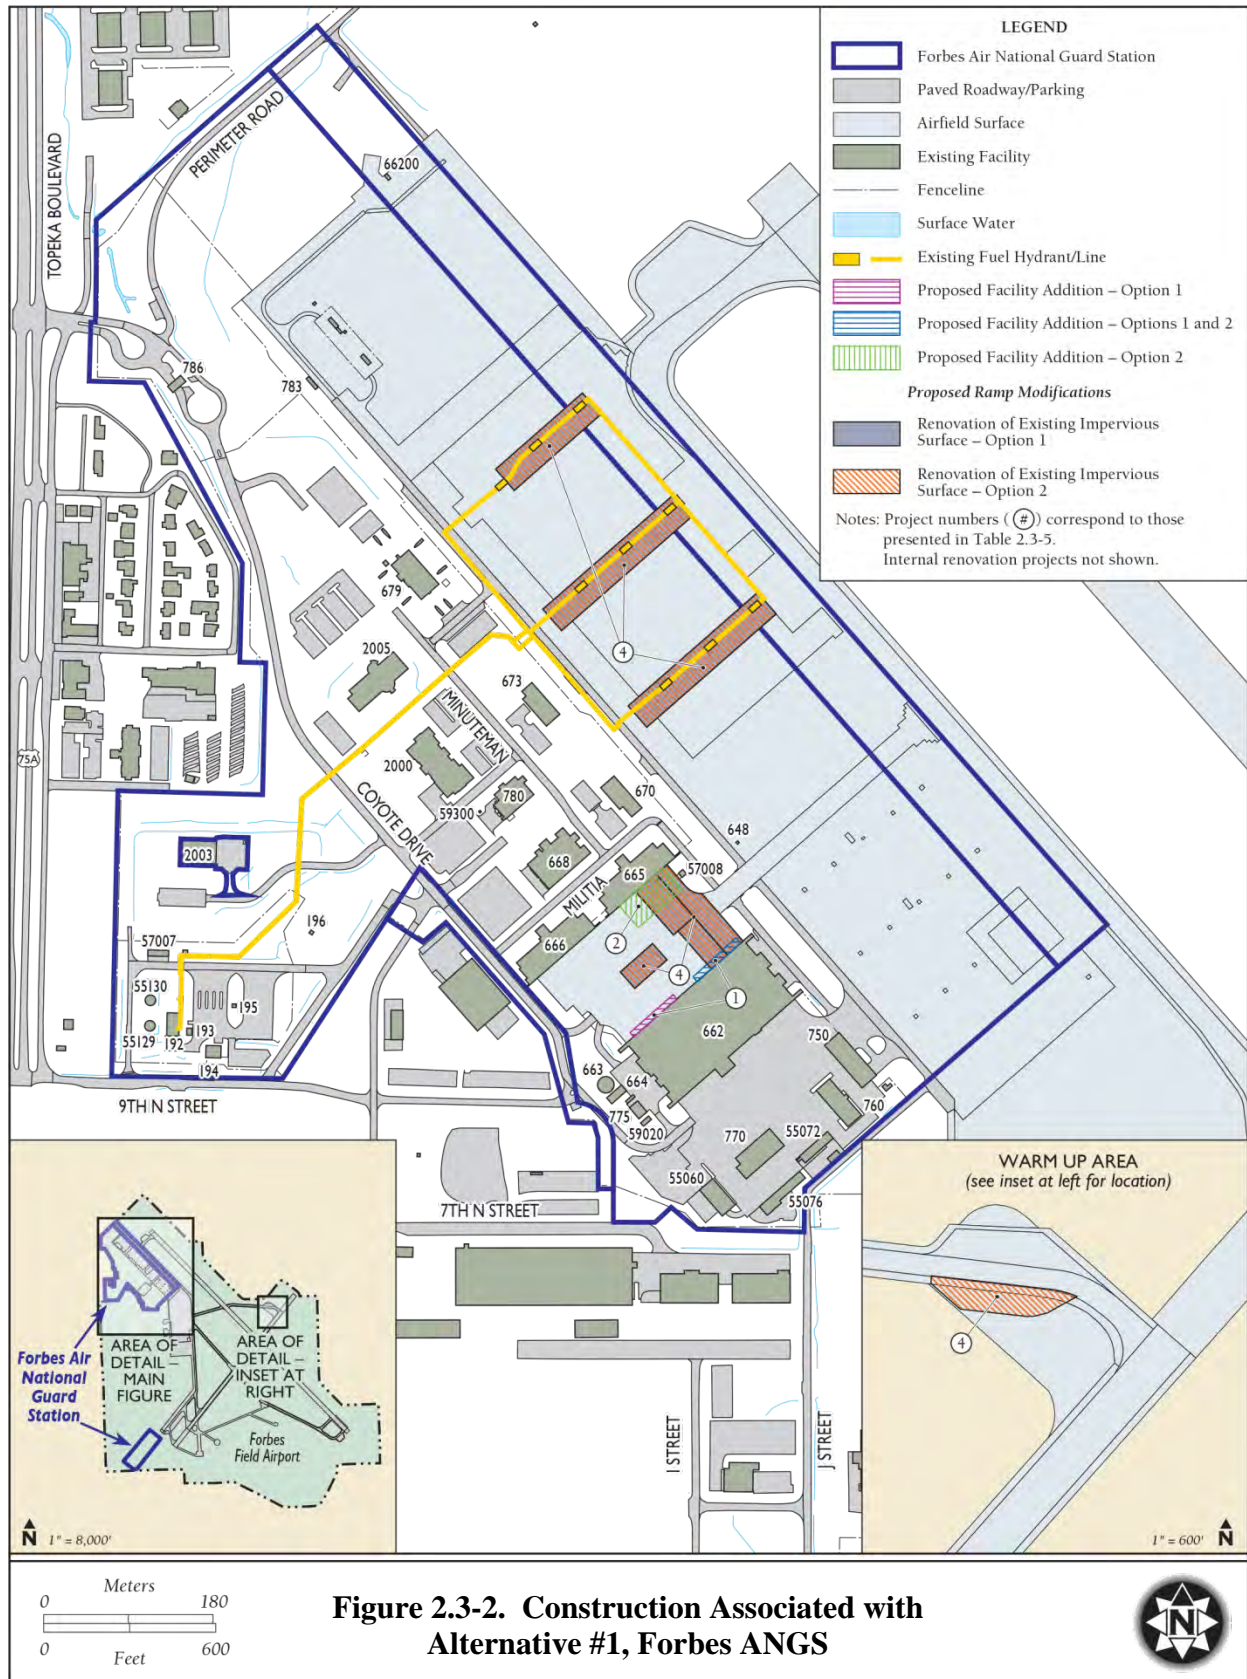 LEGEND
Forbes Air National Guard Station
Paved Roadway/Parking
Airfield Surface
Existing Facility
Fenceline
Surface Water
Existing Fuel Hydrant/Line
Proposed Facility Addition – Option 1
Proposed Facility Addition – Options 1 and 2
Proposed Facility Addition – Option 2
Proposed Ramp Modifications
Renovation of Existing Impervious
Surface – Option 1
Renovation of Existing Impervious
Surface – Option 2
Notes: Project numbers (#) correspond to those
presented in Table 2.3-5.
Internal renovation projects not shown.
TOPEKA BOULEVARD
PERIMETER ROAD
66200
786
783
679
2005
673
MINUTEMAN
2000
COYOTE DRIVE
59300
780
670
648
668
MILITIA
665
57008
666
662
75A
2003
196
57007
55130
195
55129
192
193
194
9TH N STREET
663
664
775
59020
750
760
770
55072
55060
55076
7TH N STREET
I STREET
J STREET
4
2
4
1
AREA OF
DETAIL –
MAIN
FIGURE
AREA OF
DETAIL –
INSET AT
RIGHT
Forbes Air
National
Guard
Station
Forbes
Field Airport
N 1" = 8,000'
WARM UP AREA
(see inset at left for location)
4
1" = 600' N
Meters
0 180
0 600
Feet
Figure 2.3-2. Construction Associated with
Alternative #1, Forbes ANGS
N